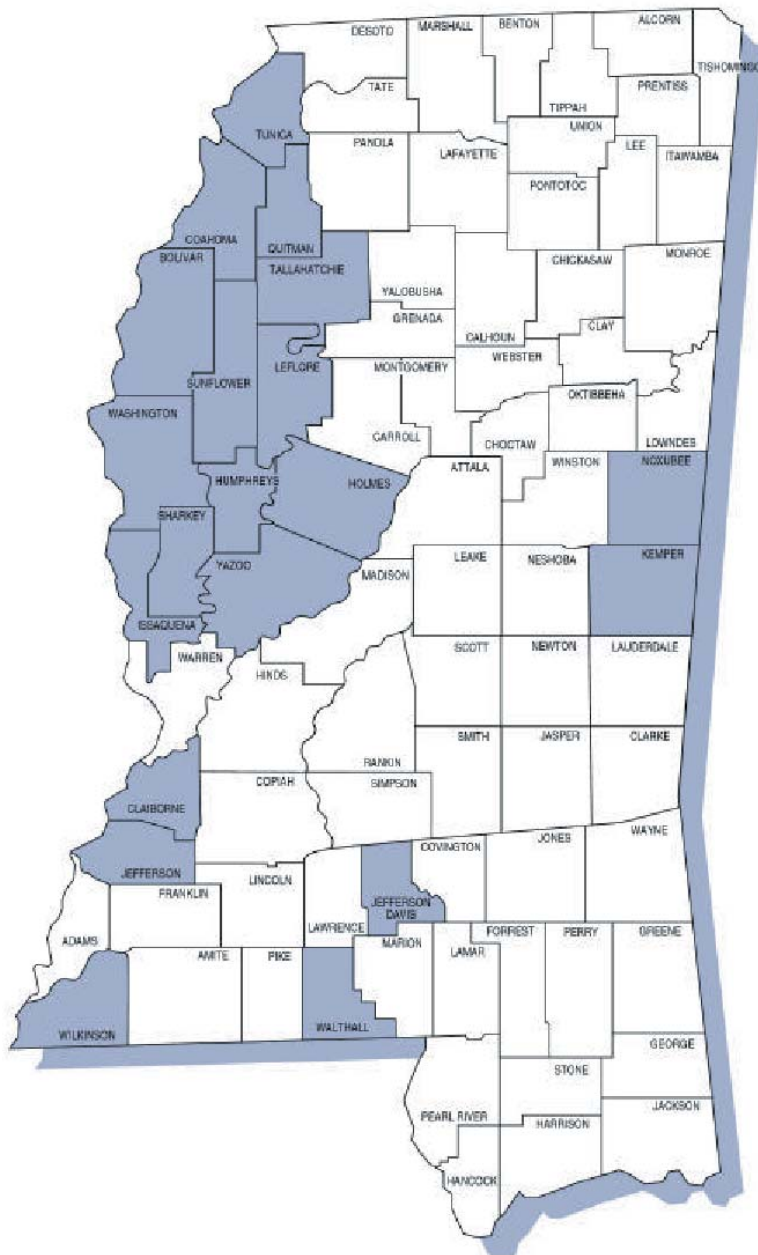 DESOTO
MARSHALL
BENTON
ALCORN
TISHOMINGO
TATE
PRENTISS
TIPPAH
TUNICA
UNION
PANOLA
LAFAYETTE
LEE
ITAWAMBA
PONTOTOC
COAHOMA
QUITMAN
BOLIVAR
TALLAHATCHIE
CHICKASAW
MONROE
YALOBUSHA
GRENADA
CLAY
CALHOUN
WEBSTER
SUNFLOWER
LEFLORE
MONTGOMERY
OKTIBBEHA
WASHINGTON
CARROLL
CHOCTAW
LOWNDES
ATTALA
WINSTON
NOXUBEE
HUMPHREYS
HOLMES
SHARKEY
YAZOO
MADISON
LEAKE
NESHOBA
KEMPER
ISSAQUENA
WARREN
SCOTT
NEWTON
LAUDERDALE
HINDS
RANKIN
SMITH
JASPER
CLARKE
COPIAH
SIMPSON
CLAIBORNE
WAYNE
JONES
COVINGTON
JEFFERSON
LINCOLN
FRANKLIN
JEFFERSON
DAVIS
LAWRENCE
FORREST
PERRY
GREENE
ADAMS
AMITE
PIKE
MARION
LAMAR
WILKINSON
WALTHALL
GEORGE
STONE
JACKSON
PEARL RIVER
HARRISON
HANCOCK